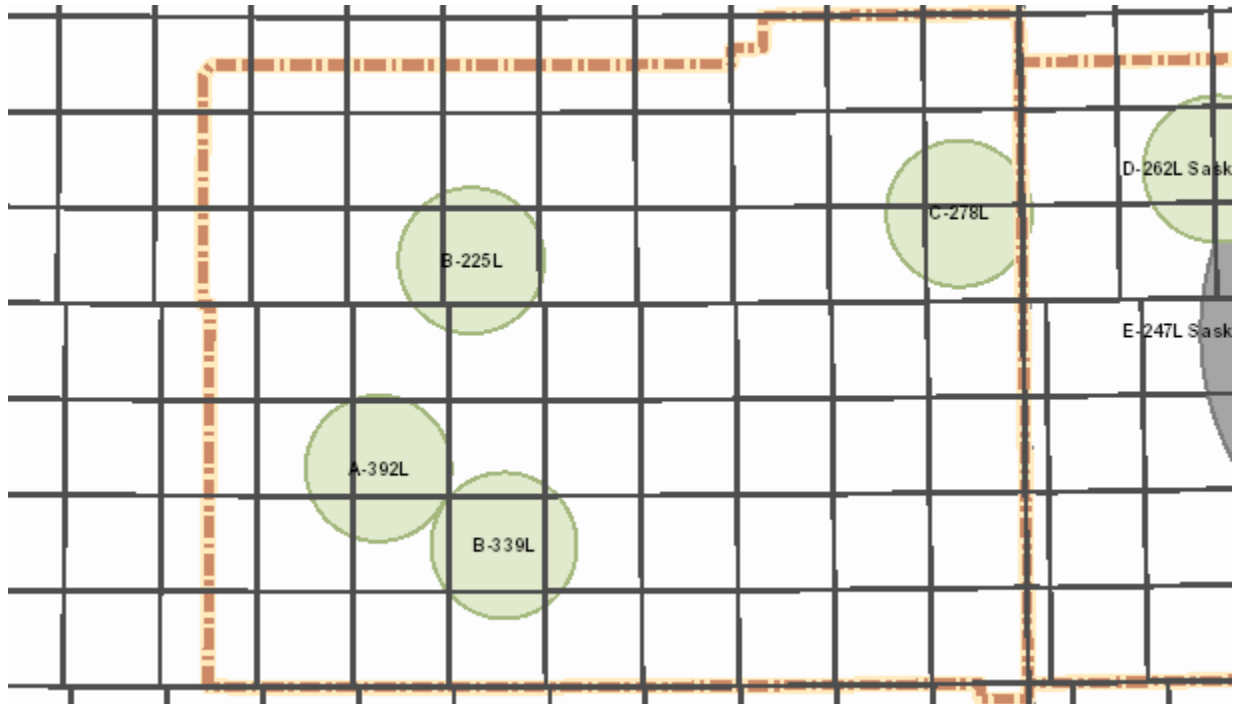 D-262L Sask
C-278L
B-225L
E-247L Sask
A-392L
B-339L